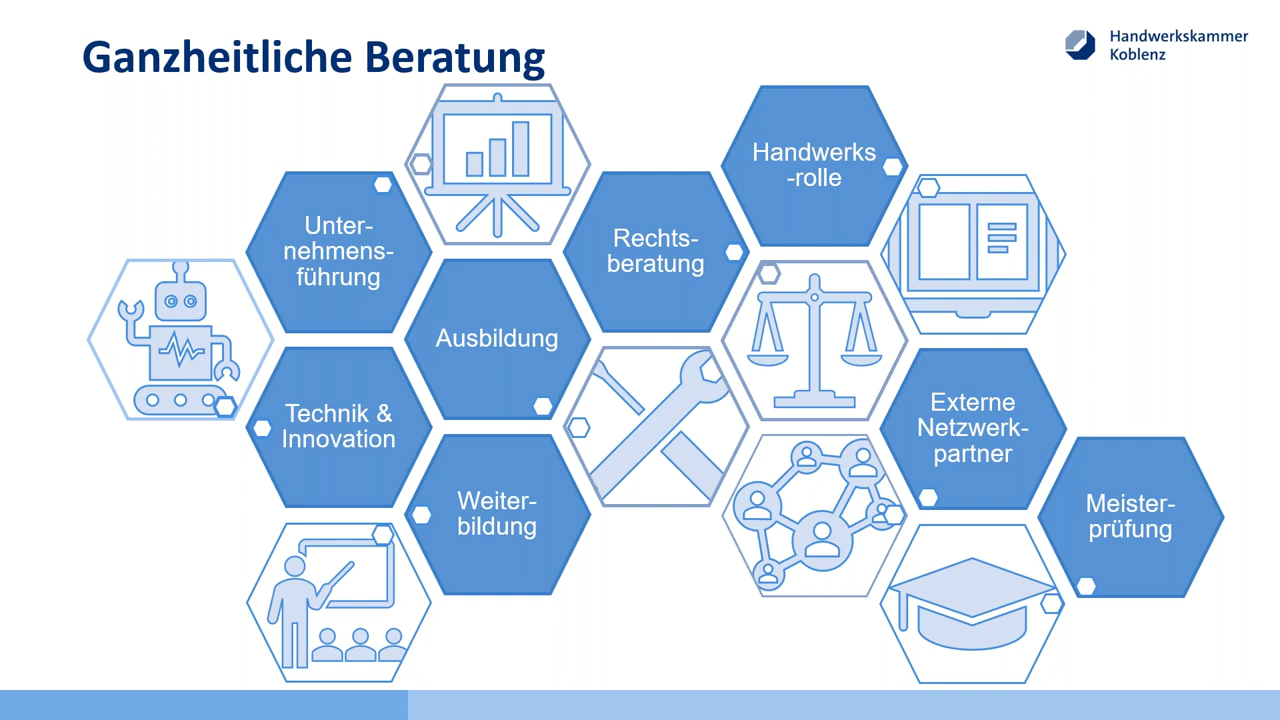 Ganzheitliche Beratung
Handwerkskammer
Koblenz
Handwerks
-rolle
Unter-
nehmens-
führung
Rechts-
beratung
Ausbildung
Technik &
Innovation
Externe
Netzwerk-
partner
Weiter-
bildung
Meister-
prüfung